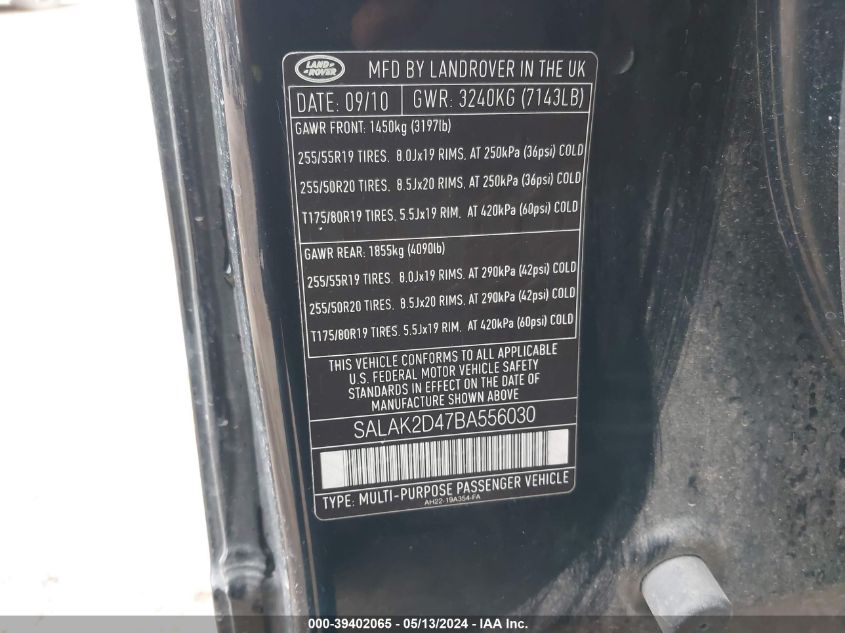 LAND ROVER
MFD BY LANDROVER IN THE UK
DATE: 09/10 GWR: 3240KG (7143LB)
GAWR FRONT: 1450kg (3197lb)
255/55R19 TIRES. 8.0Jx19 RIMS, AT 250kPa (36psi) COLD
255/50R20 TIRES. 8.5Jx20 RIMS, AT 250kPa (36psi) COLD
T175/80R19 TIRES. 5.5Jx19 RIM, AT 420kPa (60psi) COLD
GAWR REAR: 1855kg (4090lb)
255/55R19 TIRES. 8.0Jx19 RIMS, AT 290kPa (42psi) COLD
255/50R20 TIRES. 8.5Jx20 RIMS, AT 290kPa (42psi) COLD
T175/80R19 TIRES. 5.5Jx19 RIM, AT 420kPa (60psi) COLD
THIS VEHICLE CONFORMS TO ALL APPLICABLE
U.S. FEDERAL MOTOR VEHICLE SAFETY
STANDARDS IN EFFECT ON THE DATE OF
MANUFACTURE SHOWN ABOVE
SALAK2D47BA556030
TYPE: MULTI-PURPOSE PASSENGER VEHICLE
AH22-19A354-FA
000-39402065 - 05/13/2024 - IAA Inc.